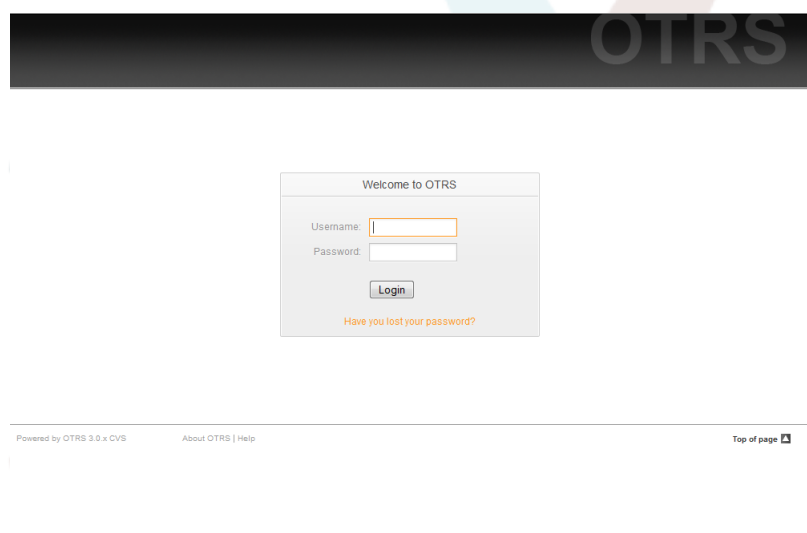 OTRS
Welcome to OTRS
Username:
Password:
Login
Have you lost your password?
Powered by OTRS 3.0.x CVS About OTRS | Help Top of page